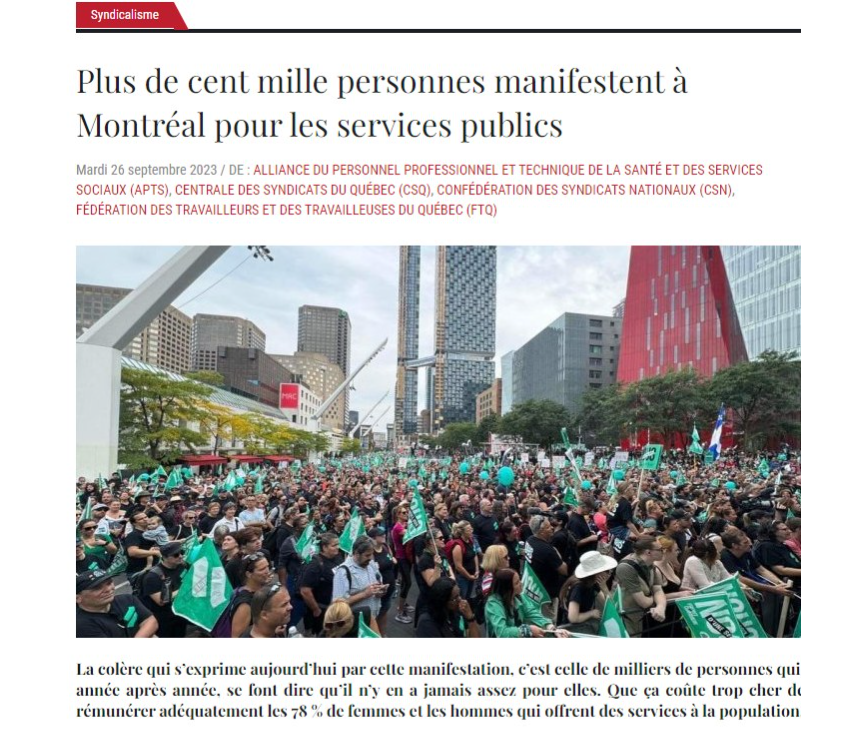 Syndicalisme
Plus de cent mille personnes manifestent à
Montréal pour les services publics
Mardi 26 septembre 2023 / DE : ALLIANCE DU PERSONNEL PROFESSIONNEL ET TECHNIQUE DE LA SANTÉ ET DES SERVICES
SOCIAUX (APTS), CENTRALE DES SYNDICATS DU QUÉBEC (CSQ), CONFÉDÉRATION DES SYNDICATS NATIONAUX (CSN),
FÉDÉRATION DES TRAVAILLEURS ET DES TRAVAILLEUSES DU QUÉBEC (FTQ)
MAC
La colère qui s’exprime aujourd’hui par cette manifestation, c’est celle de milliers de personnes qui
année après année, se font dire qu’il n’y en a jamais assez pour elles. Que ça coûte trop cher de
rémunérer adéquatement les 78 % de femmes et les hommes qui offrent des services à la population